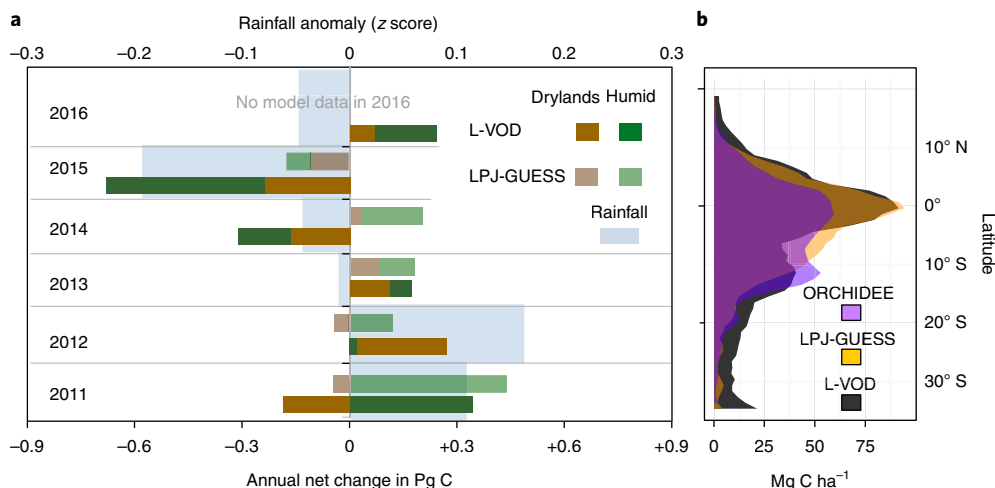 a
Rainfall anomaly (z score)
–0.3 –0.2 –0.1 0 0.1 0.2 0.3
2016
No model data in 2016
Drylands Humid
L-VOD
2015
LPJ-GUESS
2014
Rainfall
2013
2012
2011
–0.9 –0.6 –0.3 0 +0.3 +0.6 +0.9
Annual net change in Pg C
b
10° N
0°
10° S
20° S
30° S
Latitude
ORCHIDEE
LPJ-GUESS
L-VOD
0 25 50 75
Mg C ha⁻¹